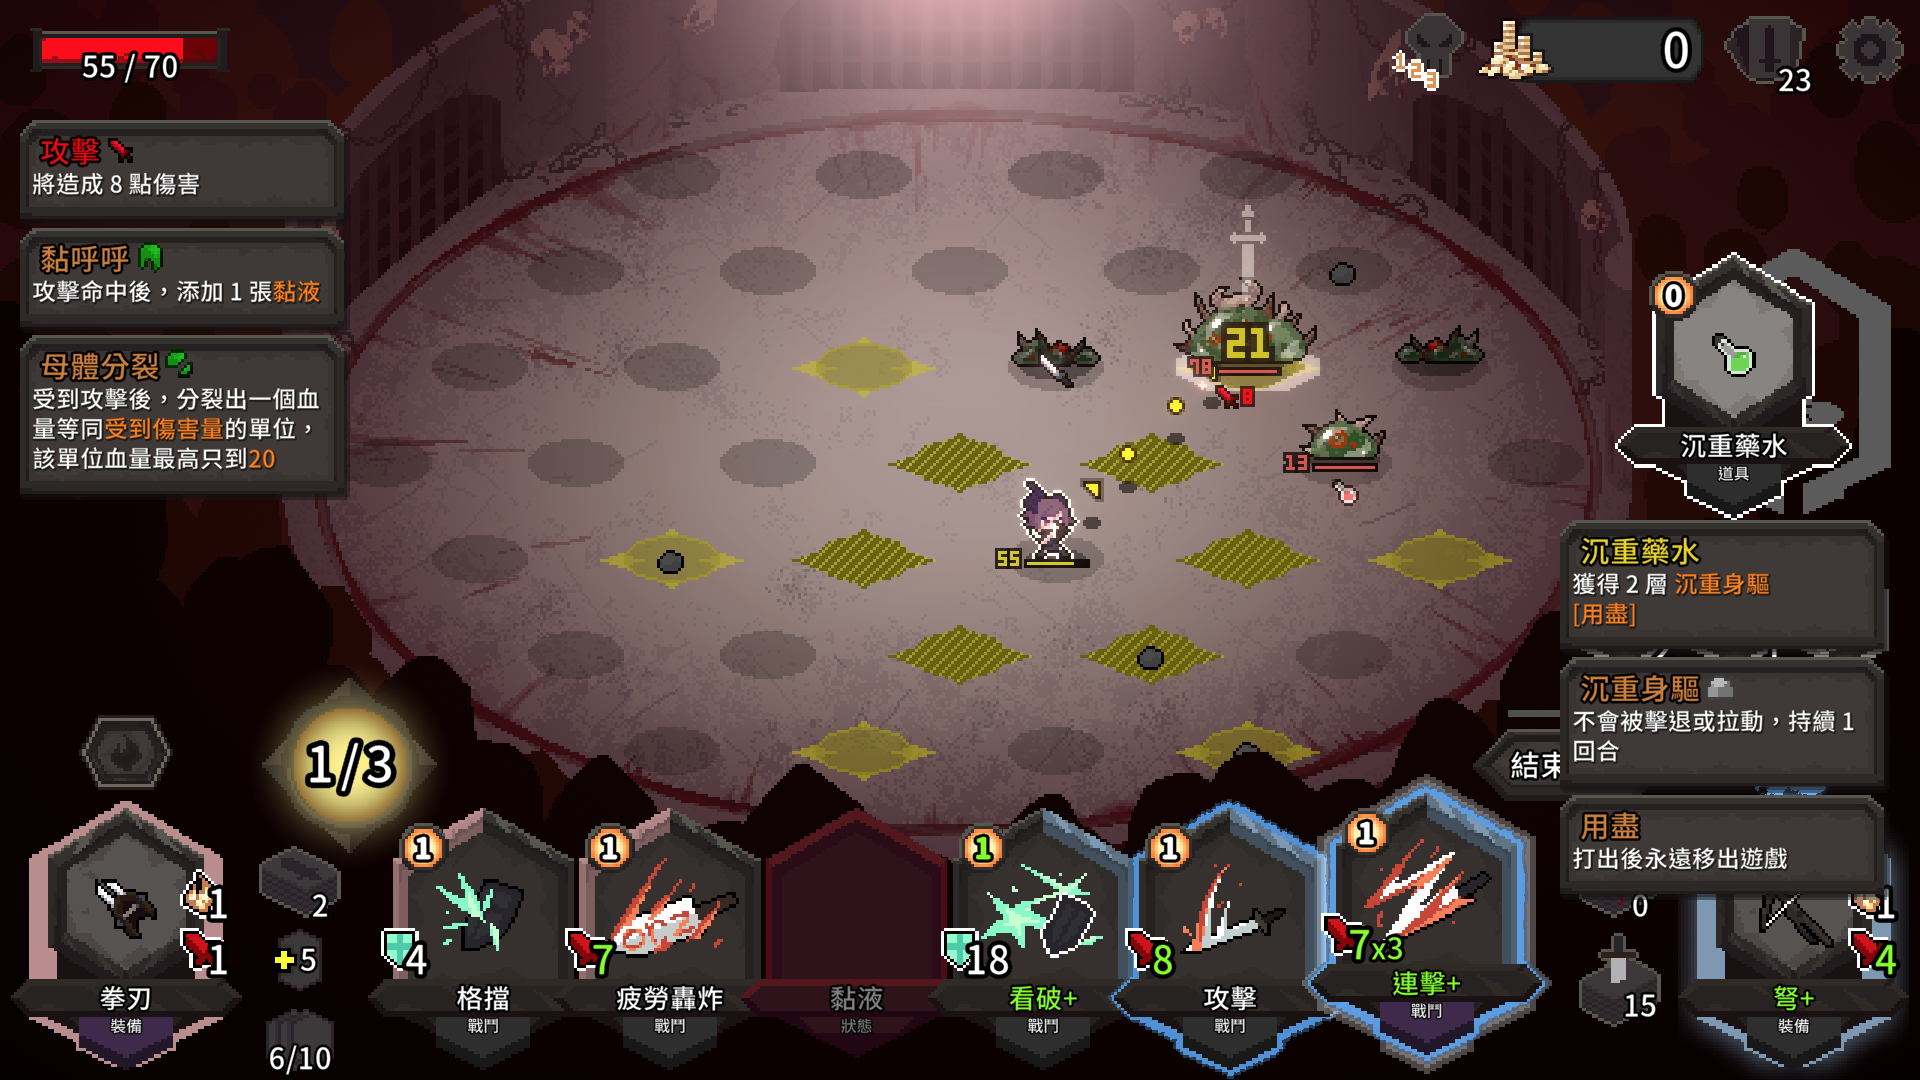 55 / 70
1 2 3
0
23
攻擊
將造成 8 點傷害
黏呼呼
攻擊命中後，添加 1 張黏液
母體分裂
受到攻擊後，分裂出一個血
量等同受到傷害量的單位，
該單位血量最高只到20
21
78
8
13
55
0
沉重藥水
道具
沉重藥水
獲得 2 層 沉重身驅
[用盡]
沉重身驅
不會被擊退或拉動，持續 1
回合
用盡
打出後永遠移出遊戲
結束
1/3
1
1
拳刃
裝備
2
+5
6/10
1
4
格擋
戰鬥
1
7
疲勞轟炸
戰鬥
黏液
狀態
1
18
看破+
戰鬥
1
8
攻擊
戰鬥
1
7x3
連擊+
戰鬥
0
15
1
4
弩+
裝備